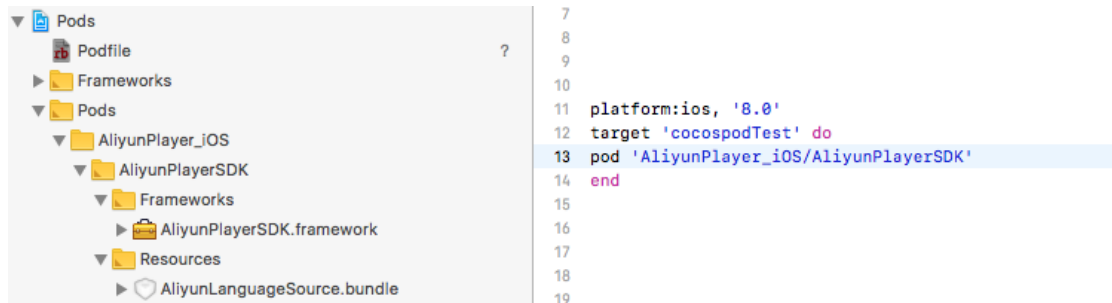 Pods
Podfile ?
Frameworks
Pods
AliyunPlayer_iOS
AliyunPlayerSDK
Frameworks
AliyunPlayerSDK.framework
Resources
AliyunLanguageSource.bundle
7
8
9
10
11 platform:ios, '8.0'
12 target 'cocospodTest' do
13 pod 'AliyunPlayer_iOS/AliyunPlayerSDK'
14 end
15
16
17
18
19